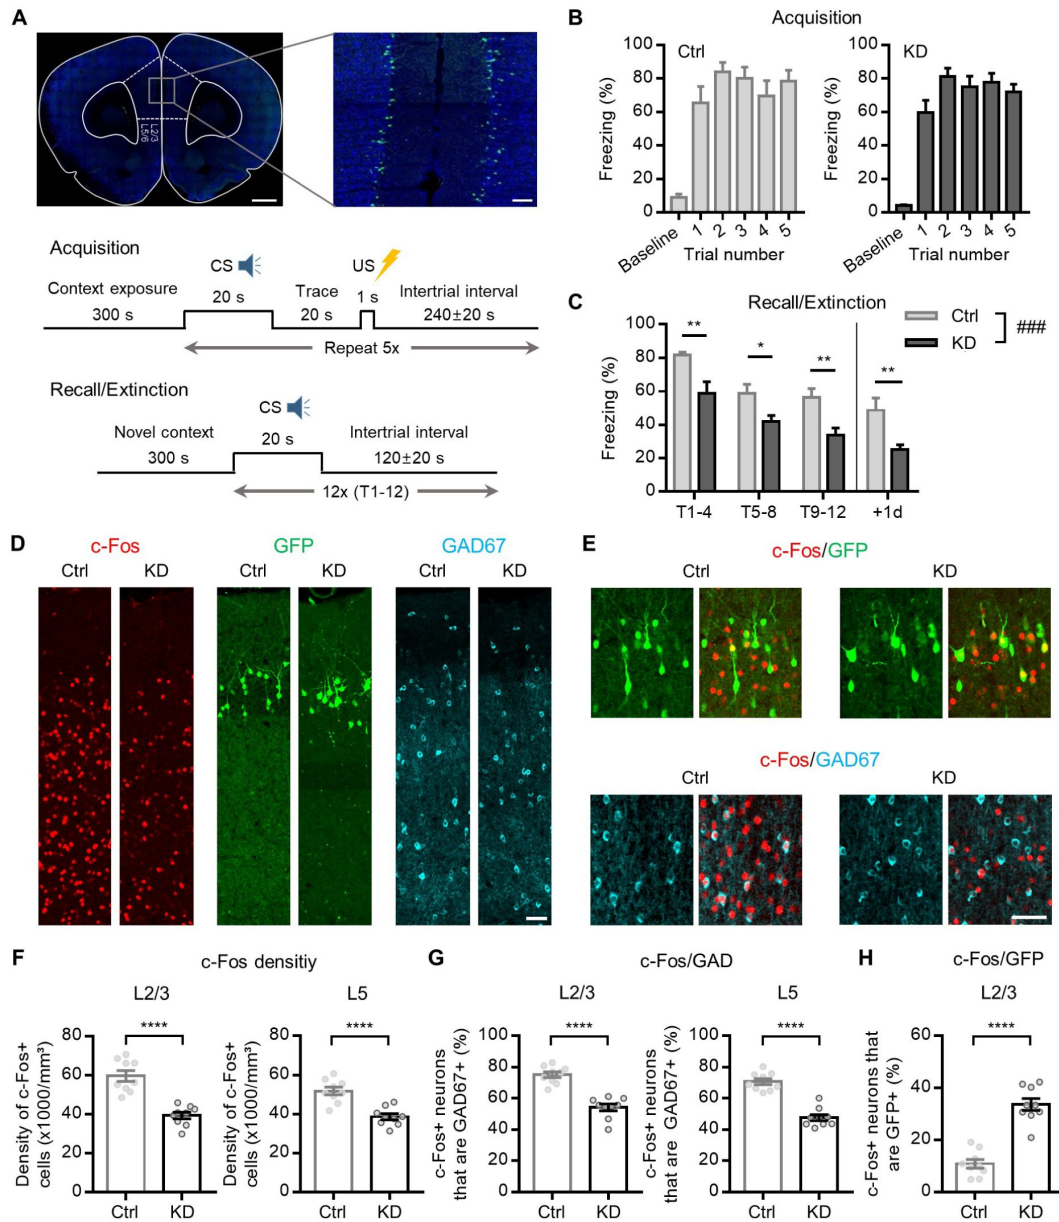 A
L5/6
L2/3
Acquisition
CS
US
Context exposure
20 s
Trace
1 s
Intertrial interval
300 s
20 s
240±20 s
Repeat 5x
Recall/Extinction
CS
Novel context
20 s
Intertrial interval
300 s
120±20 s
12x (T1-12)
B
Acquisition
Freezing (%)
100
80
60
40
20
0
Ctrl
Baseline
1
2
3
4
5
Trial number
Freezing (%)
100
80
60
40
20
0
KD
Baseline
1
2
3
4
5
Trial number
C
Recall/Extinction
Ctrl
KD
###
Freezing (%)
100
80
60
40
20
0
**
*
**
**
T1-4
T5-8
T9-12
+1d
D
c-Fos
GFP
GAD67
Ctrl
KD
Ctrl
KD
Ctrl
KD
E
c-Fos/GFP
Ctrl
KD
c-Fos/GAD67
Ctrl
KD
F
c-Fos densitiy
L2/3
L5
Density of c-Fos+
cells (x1000/mm³)
80
60
40
20
0
****
Ctrl
KD
Density of c-Fos+
cells (x1000/mm³)
80
60
40
20
0
****
Ctrl
KD
G
c-Fos/GAD
L2/3
L5
c-Fos+ neurons
that are GAD67+ (%)
100
80
60
40
20
0
****
Ctrl
KD
c-Fos+ neurons
that are GAD67+ (%)
100
80
60
40
20
0
****
Ctrl
KD
H
c-Fos/GFP
L2/3
c-Fos+ neurons that
are GFP+ (%)
60
40
20
0
****
Ctrl
KD